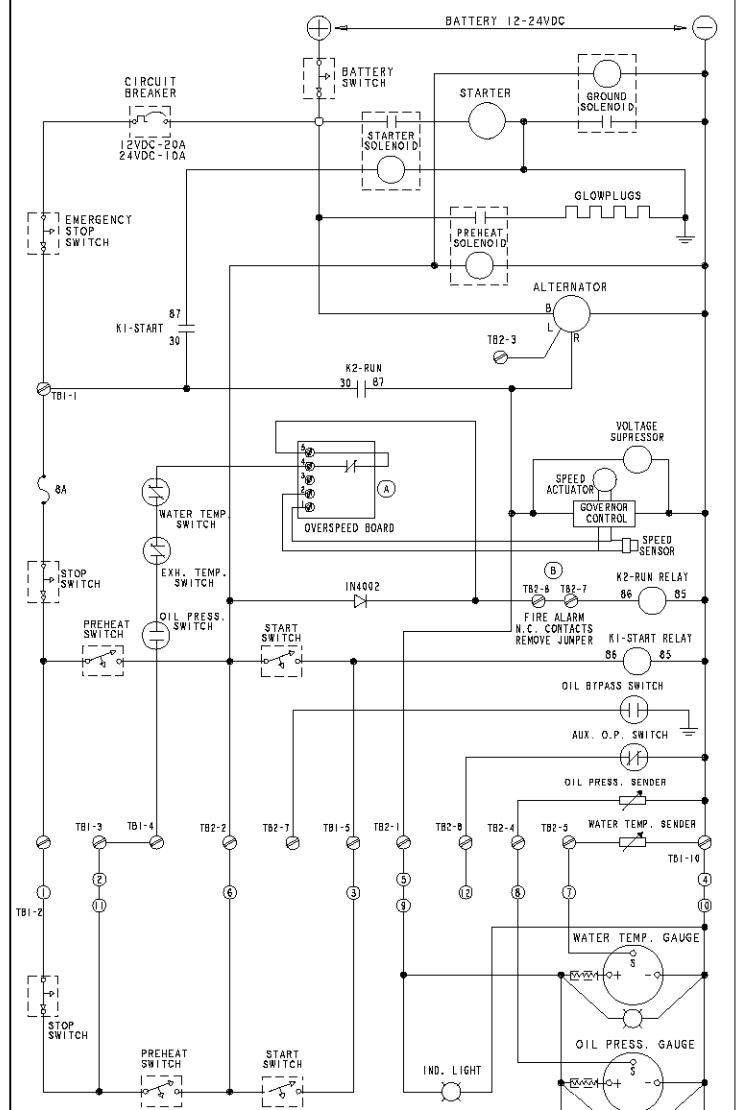 BATTERY 12-24VDC
BATTERY
SWITCH
CIRCUIT
BREAKER
12VDC-20A
24VDC-10A
STARTER
GROUND
SOLENOID
STARTER
SOLENOID
EMERGENCY
STOP
SWITCH
GLOWPLUGS
PREHEAT
SOLENOID
ALTERNATOR
B
L
R
TB2-3
87
K1-START
30
K2-RUN
30 87
TB1-1
VOLTAGE
SUPRESSOR
8A
5
4
3
2
1
A
OVERSPEED BOARD
WATER TEMP.
SWITCH
SPEED
ACTUATOR
GOVERNOR
CONTROL
SPEED
SENSOR
STOP
SWITCH
EXH. TEMP.
SWITCH
1N4002
B
TB2-6 TB2-7
K2-RUN RELAY
86 85
FIRE ALARM
N.C. CONTACTS
REMOVE JUMPER
OIL PRESS.
SWITCH
PREHEAT
SWITCH
START
SWITCH
K1-START RELAY
86 85
OIL BYPASS SWITCH
AUX. O.P. SWITCH
OIL PRESS. SENDER
TB1-3 TB1-4 TB2-2 TB2-7 TB1-5 TB2-1 TB2-8 TB2-4 TB2-5 WATER TEMP. SENDER
TB1-10
1 2 6 3 5 12 8 7 4
11 9 10
TB1-2
WATER TEMP. GAUGE
S
+ -
STOP
SWITCH
PREHEAT
SWITCH
START
SWITCH
IND. LIGHT
OIL PRESS. GAUGE
S
+ -